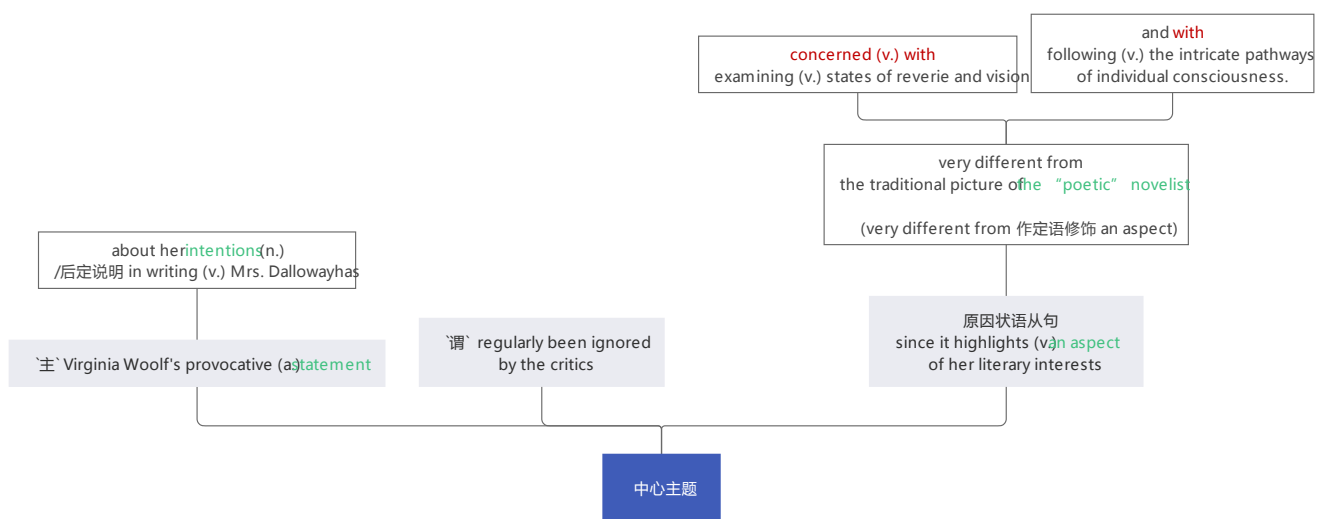 and with
following (v.) the intricate pathways
of individual consciousness.
concerned (v.) with
examining (v.) states of reverie and vision
very different from
the traditional picture of the “poetic” novelist
(very different from 作定语修饰 an aspect)
about her intentions (n.)
/后定说明 in writing (v.) Mrs. Dallowayhas
原因状语从句
since it highlights (v.) an aspect
of her literary interests
`谓` regularly been ignored
by the critics
`主` Virginia Woolf's provocative (a.) statement
中心主题